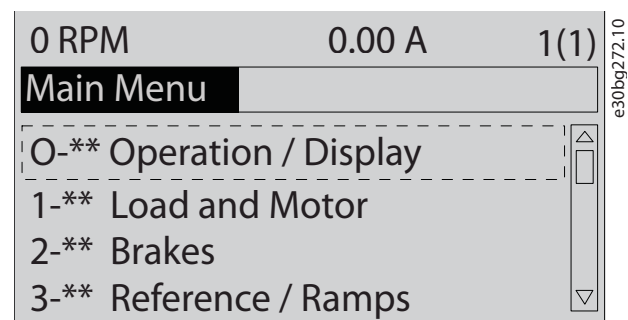 0 RPM 0.00 A 1(1)
Main Menu
O-** Operation / Display
1-** Load and Motor
2-** Brakes
3-** Reference / Ramps
e30bg272.10